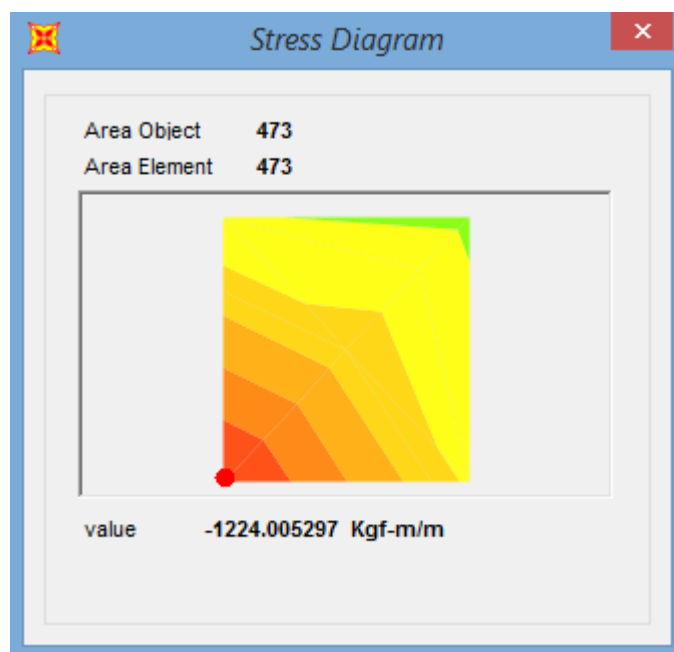 Stress Diagram
Area Object 473
Area Element 473
value -1224.005297 Kgf-m/m